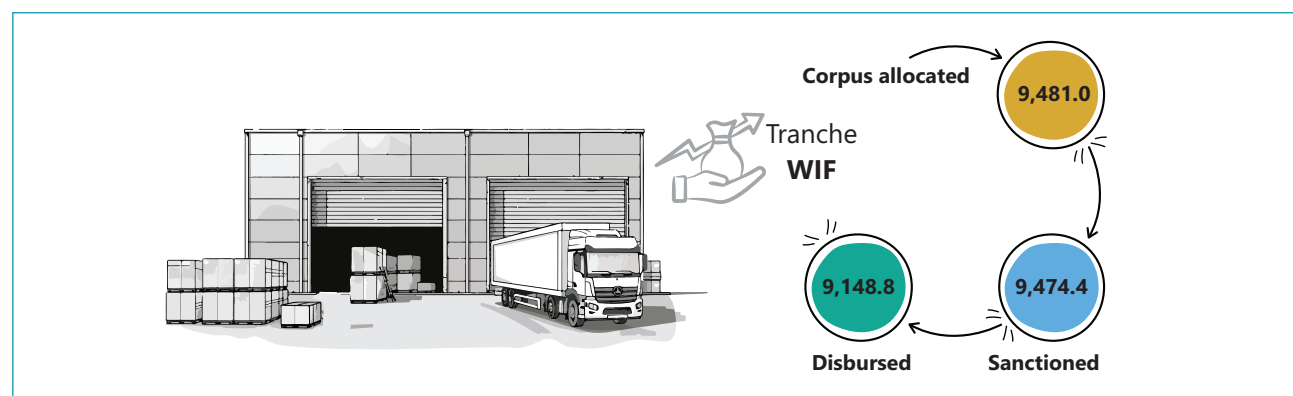 Corpus allocated
9,481.0
Tranche
WIF
9,148.8
9,474.4
Disbursed
Sanctioned